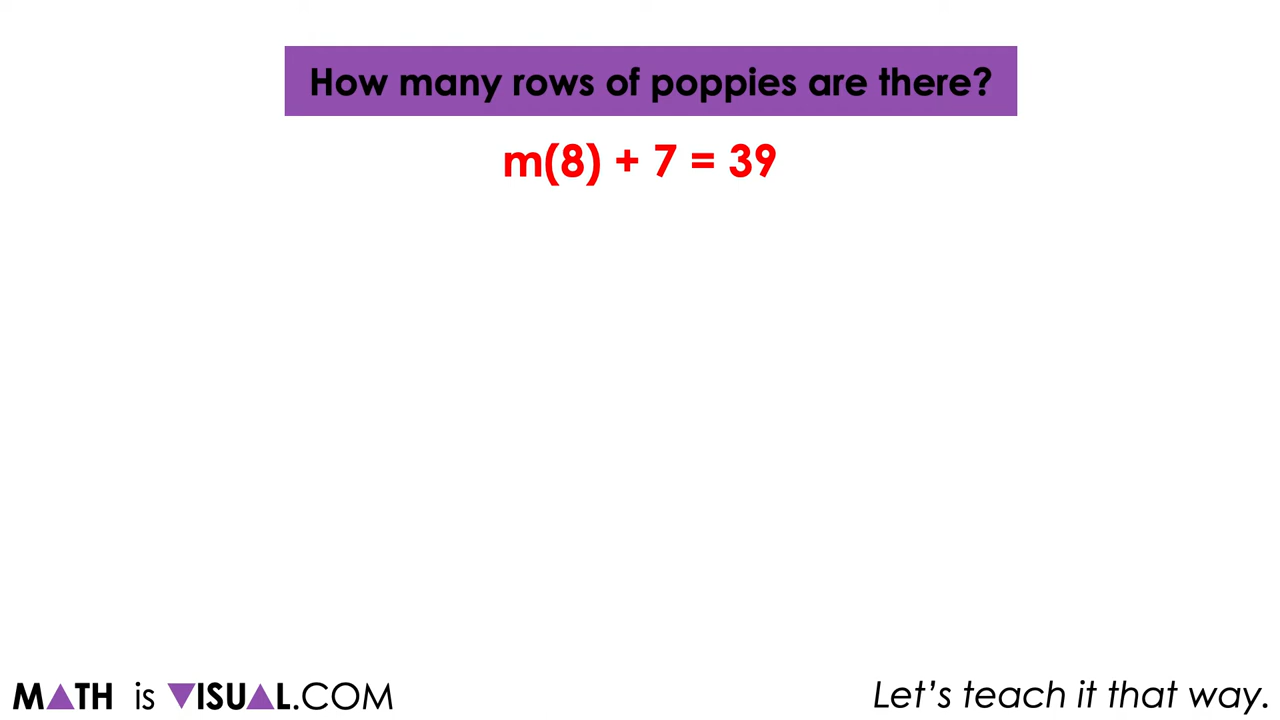 How many rows of poppies are there?
m(8) + 7 = 39
MATH is VISUAL.COM
Let's teach it that way.